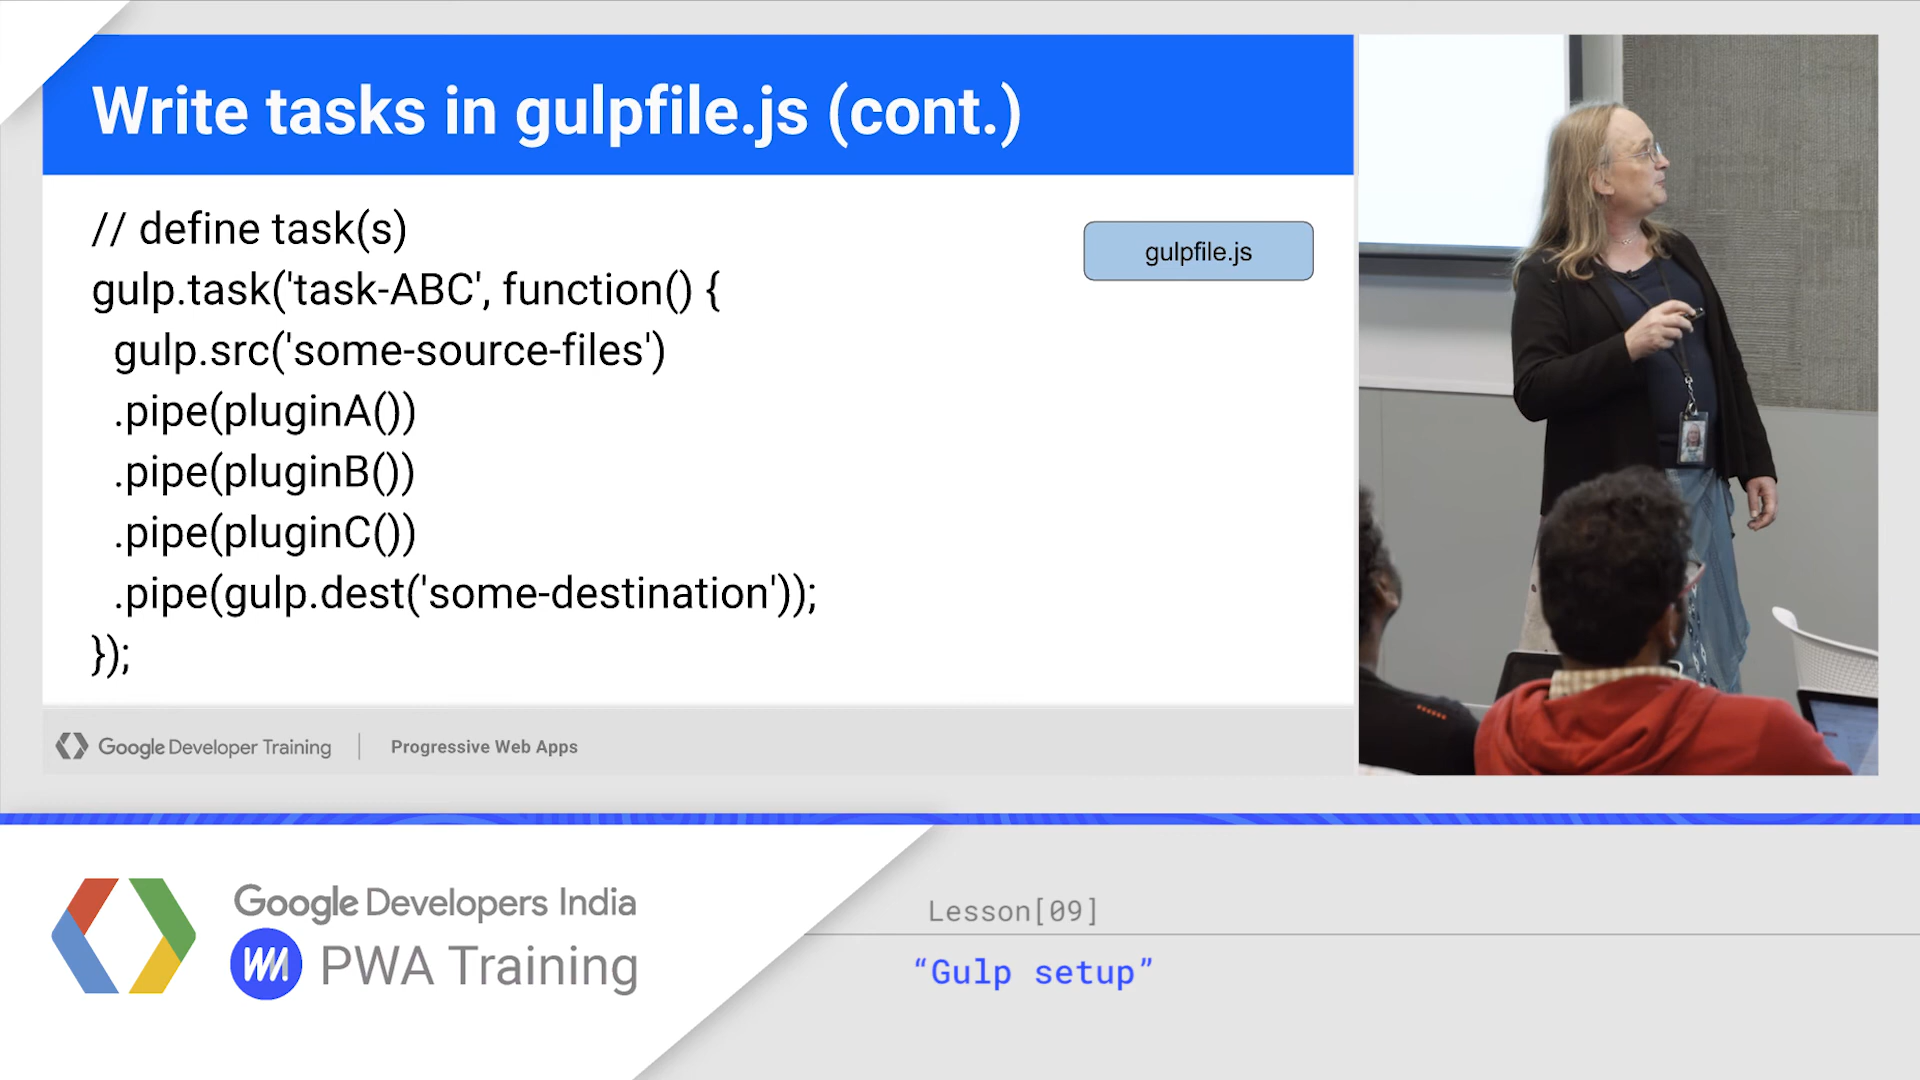 Write tasks in gulpfile.js (cont.)
// define task(s)
gulp.task('task-ABC', function() {
gulp.src('some-source-files')
.pipe(pluginA())
.pipe(pluginB())
.pipe(pluginC())
.pipe(gulp.dest('some-destination'));
});
gulpfile.js
Google Developer Training
Progressive Web Apps
Google Developers India
PWA Training
Lesson[09]
“Gulp setup”